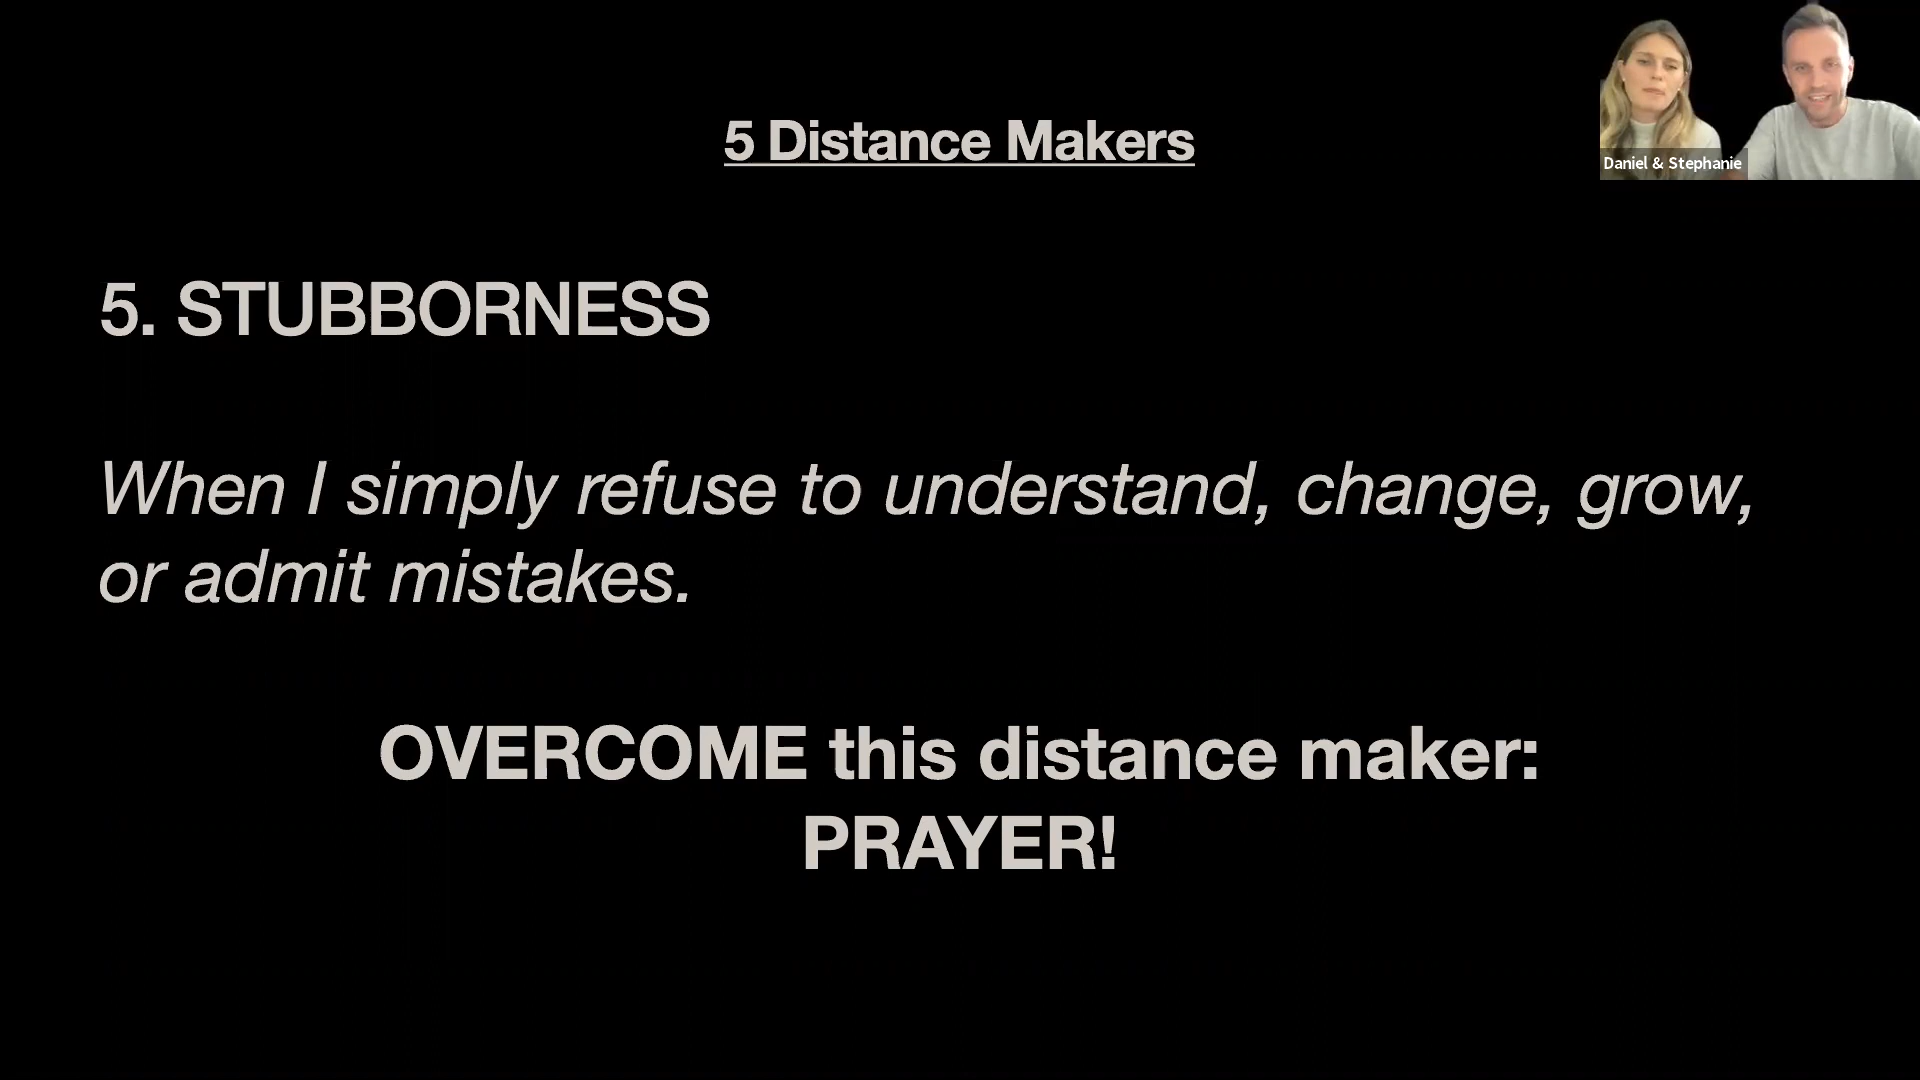 5 Distance Makers
Daniel & Stephanie
5. STUBBORNESS
When I simply refuse to understand, change, grow,
or admit mistakes.
OVERCOME this distance maker:
PRAYER!